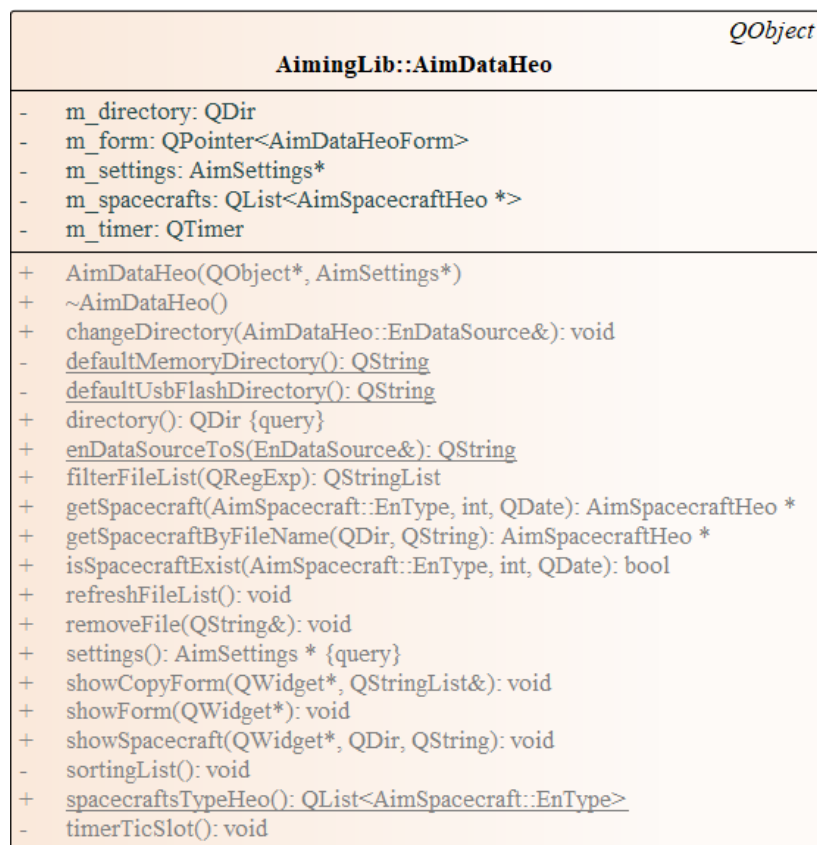 QObject
AimingLib::AimDataHeo
- m_directory: QDir
- m_form: QPointer<AimDataHeoForm>
- m_settings: AimSettings*
- m_spacecrafts: QList<AimSpacecraftHeo *>
- m_timer: QTimer
+ AimDataHeo(QObject*, AimSettings*)
+ ~AimDataHeo()
+ changeDirectory(AimDataHeo::EnDataSource&): void
- defaultMemoryDirectory(): QString
- defaultUsbFlashDirectory(): QString
+ directory(): QDir {query}
+ enDataSourceToS(EnDataSource&): QString
+ filterFileList(QRegExp): QStringList
+ getSpacecraft(AimSpacecraft::EnType, int, QDate): AimSpacecraftHeo *
+ getSpacecraftByFileName(QDir, QString): AimSpacecraftHeo *
+ isSpacecraftExist(AimSpacecraft::EnType, int, QDate): bool
+ refreshFileList(): void
+ removeFile(QString&): void
+ settings(): AimSettings * {query}
+ showCopyForm(QWidget*, QStringList&): void
+ showForm(QWidget*): void
+ showSpacecraft(QWidget*, QDir, QString): void
- sortingList(): void
+ spacecraftsTypeHeo(): QList<AimSpacecraft::EnType>
- timerTicSlot(): void